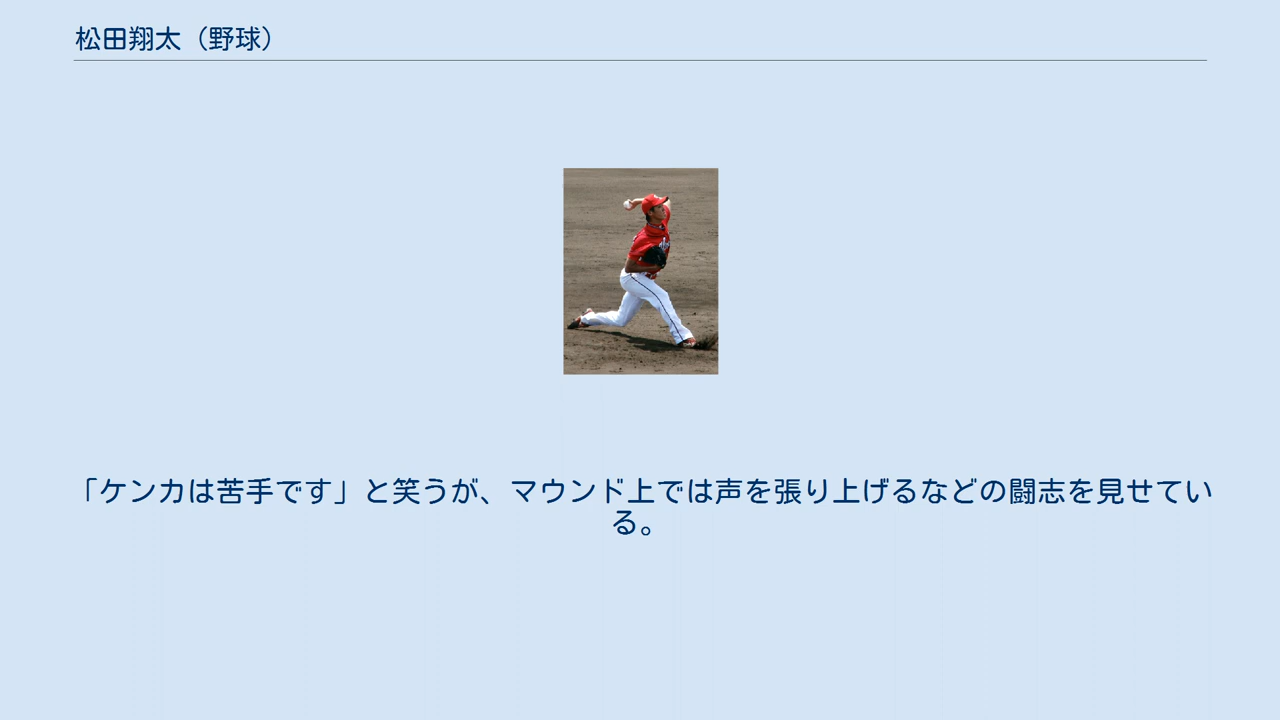 松田翔太（野球）
「ケンカは苦手です」と笑うが、マウンド上では声を張り上げるなどの闘志を見せてい
る。